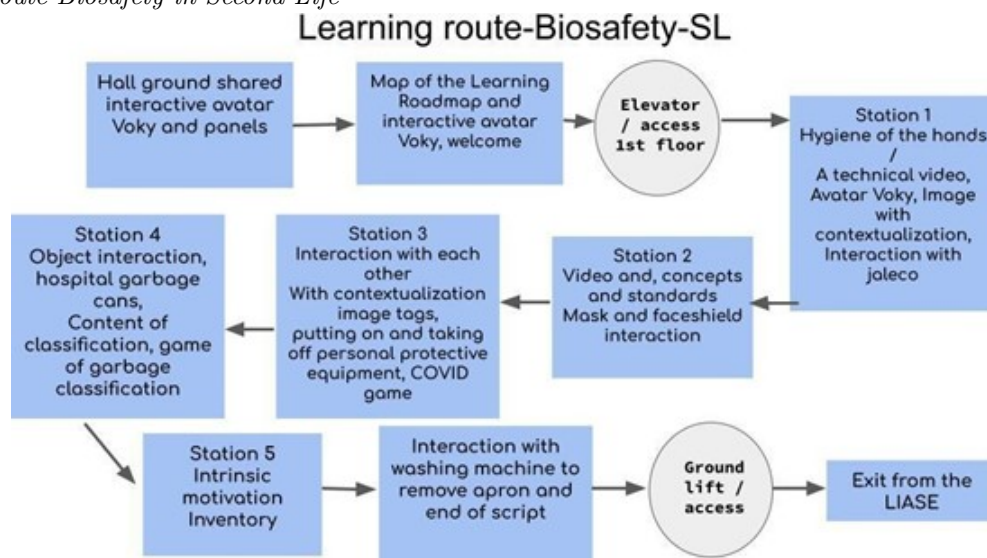 Route Biosafety in Second Life
Learning route-Biosafety-SL
Hall ground shared
interactive avatar
Voky and panels
Map of the Learning
Roadmap and
interactive avatar
Voky, welcome
Elevator
/ access
1st floor
Station 1
Hygiene of the hands
/
A technical video,
Avatar Voky, Image
with
contextualization,
Interaction with
jaleco
Station 2
Video and, concepts
and standards
Mask and faceshield
interaction
Station 3
Interaction with each
other
With contextualization
image tags,
putting on and taking
off personal protective
equipment, COVID
game
Station 4
Object interaction,
hospital garbage
cans,
Content of
classification, game
of garbage
classification
Station 5
Intrinsic
motivation
Inventory
Interaction with
washing machine to
remove apron and
end of script
Ground
lift /
access
Exit from the
LIASE